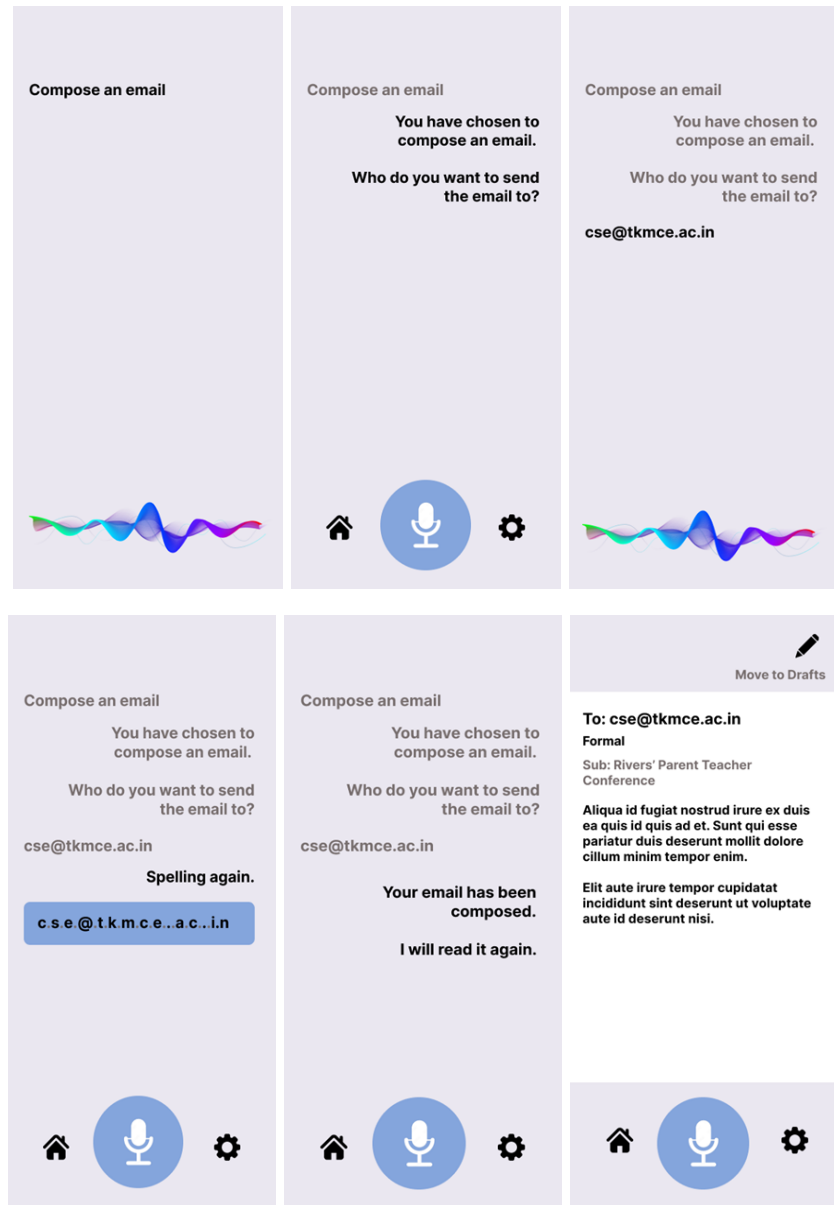 Compose an email
Compose an email
You have chosen to
compose an email.
Who do you want to send
the email to?
Compose an email
You have chosen to
compose an email.
Who do you want to send
the email to?
cse@tkmce.ac.in
Compose an email
You have chosen to
compose an email.
Who do you want to send
the email to?
cse@tkmce.ac.in
Spelling again.
c.s.e.@.t.k.m.c.e...a.c...i.n
Compose an email
You have chosen to
compose an email.
Who do you want to send
the email to?
cse@tkmce.ac.in
Your email has been
composed.
I will read it again.
Move to Drafts
To: cse@tkmce.ac.in
Formal
Sub: Rivers’ Parent Teacher
Conference
Aliqua id fugiat nostrud irure ex duis
ea quis id quis ad et. Sunt qui esse
pariatur duis deserunt mollit dolore
cillum minim tempor enim.
Elit aute irure tempor cupidatat
incididunt sint deserunt ut voluptate
aute id deserunt nisi.